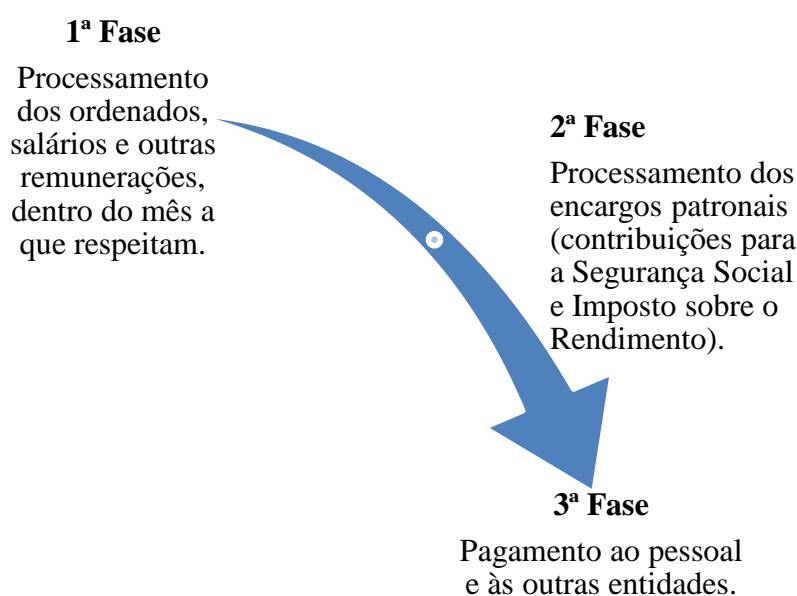 1ª Fase
Processamento
dos ordenados,
salários e outras
remunerações,
dentro do mês a
que respeitam.
2ª Fase
Processamento dos
encargos patronais
(contribuições para
a Segurança Social
e Imposto sobre o
Rendimento).
3ª Fase
Pagamento ao pessoal
e às outras entidades.